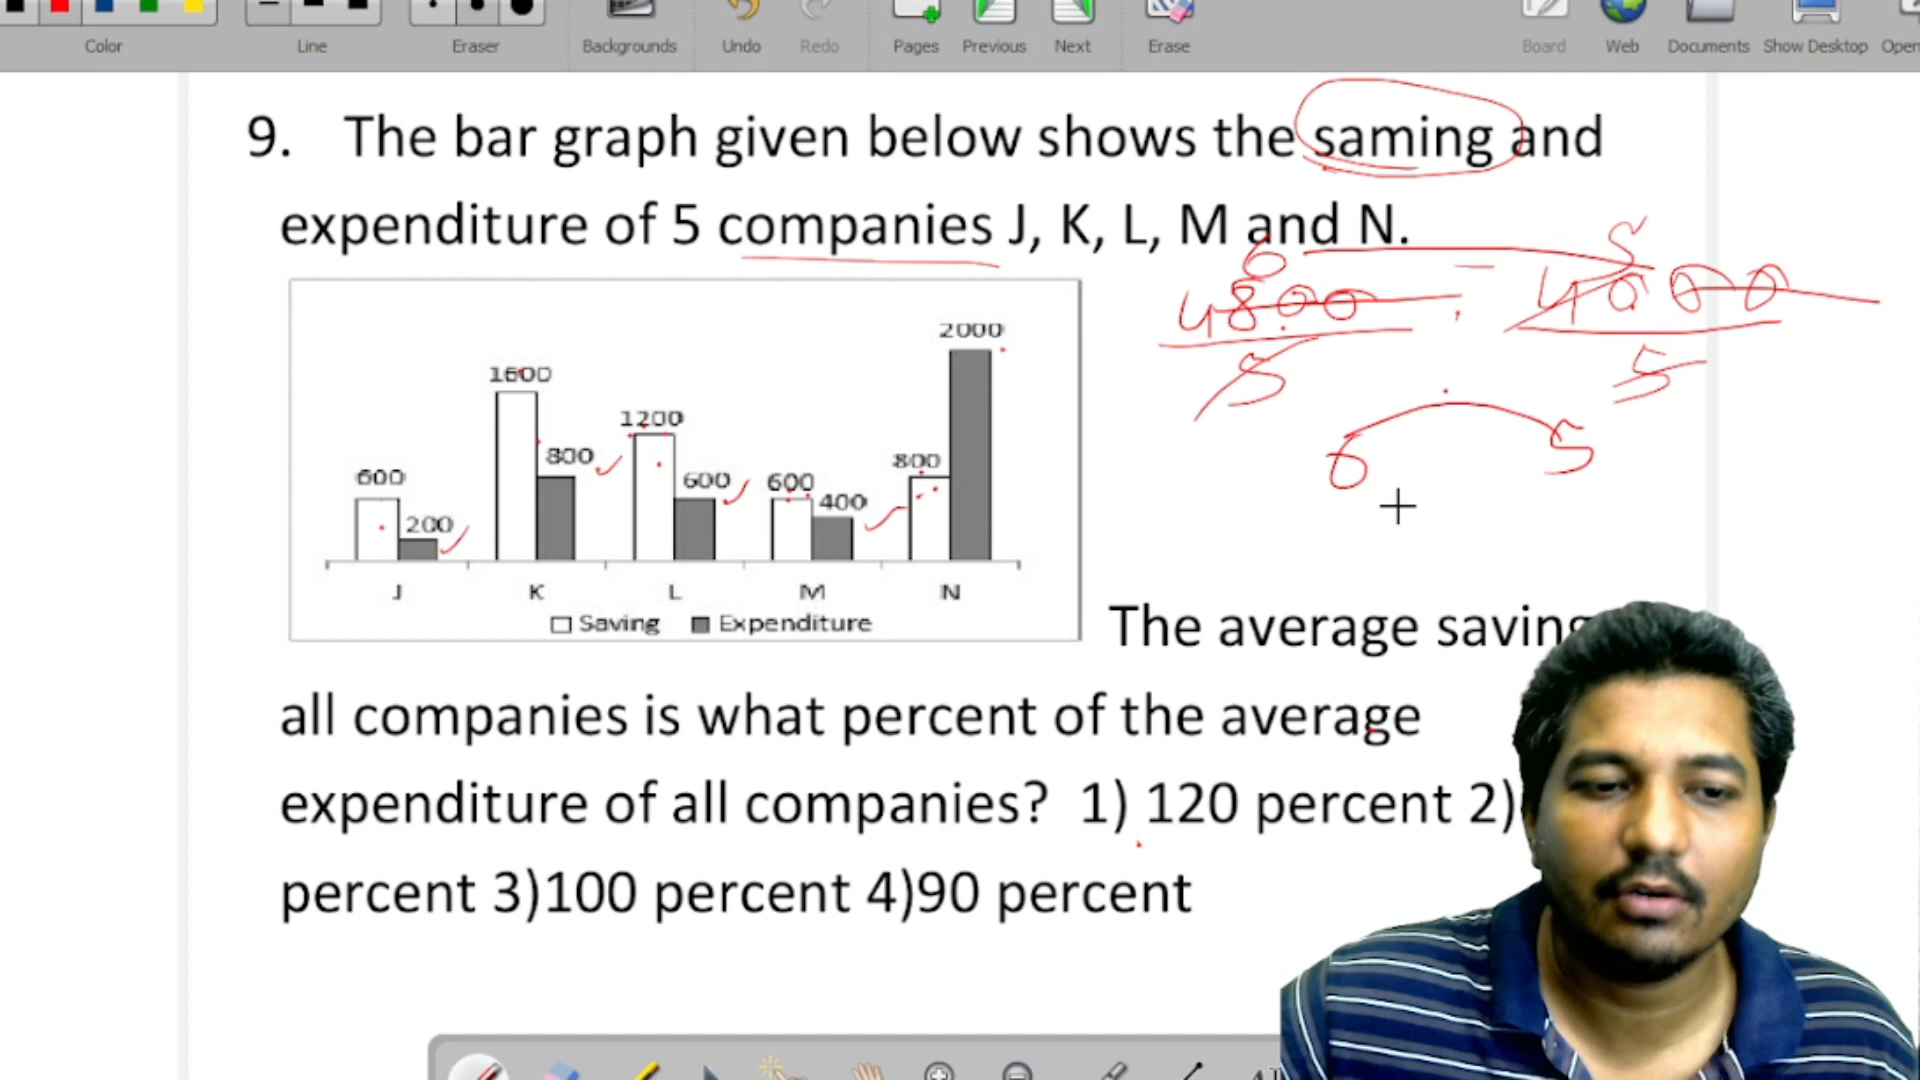 Color Line Eraser Backgrounds Undo Redo Pages Previous Next Erase Board Web Documents Show Desktop Open
9. The bar graph given below shows the saming and
expenditure of 5 companies J, K, L, M and N.
6 5
4800 : 4000
5 5
6 5
2000
1600
1200
800
800
600
600
600
400
200
J K L M N
Saving Expenditure
The average saving
all companies is what percent of the average
expenditure of all companies? 1) 120 percent 2)
percent 3)100 percent 4)90 percent